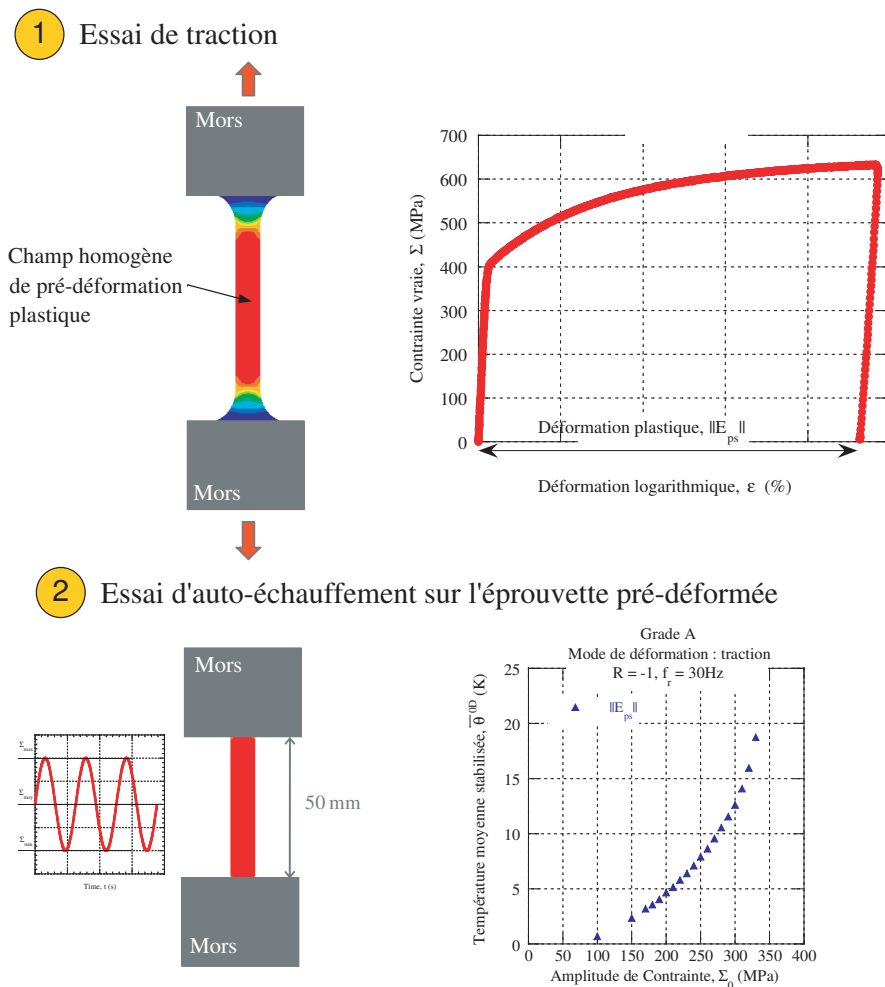 1 Essai de traction
Mors
Champ homogène
de pré-déformation
plastique
Mors
700
600
500
400
300
200
100
0
Contrainte vraie, Σ (MPa)
Déformation plastique, ||E_ps||
Déformation logarithmique, ε (%)
2 Essai d'auto-échauffement sur l'éprouvette pré-déformée
Mors
Σ_max
Σ_moy
Σ_min
Time, t (s)
50 mm
Mors
Grade A
Mode de déformation : traction
R = -1, f_r = 30Hz
||E_ps||
25
20
15
10
5
0
Température moyenne stabilisée, θ̅^0D (K)
0 50 100 150 200 250 300 350 400
Amplitude de Contrainte, Σ_0 (MPa)